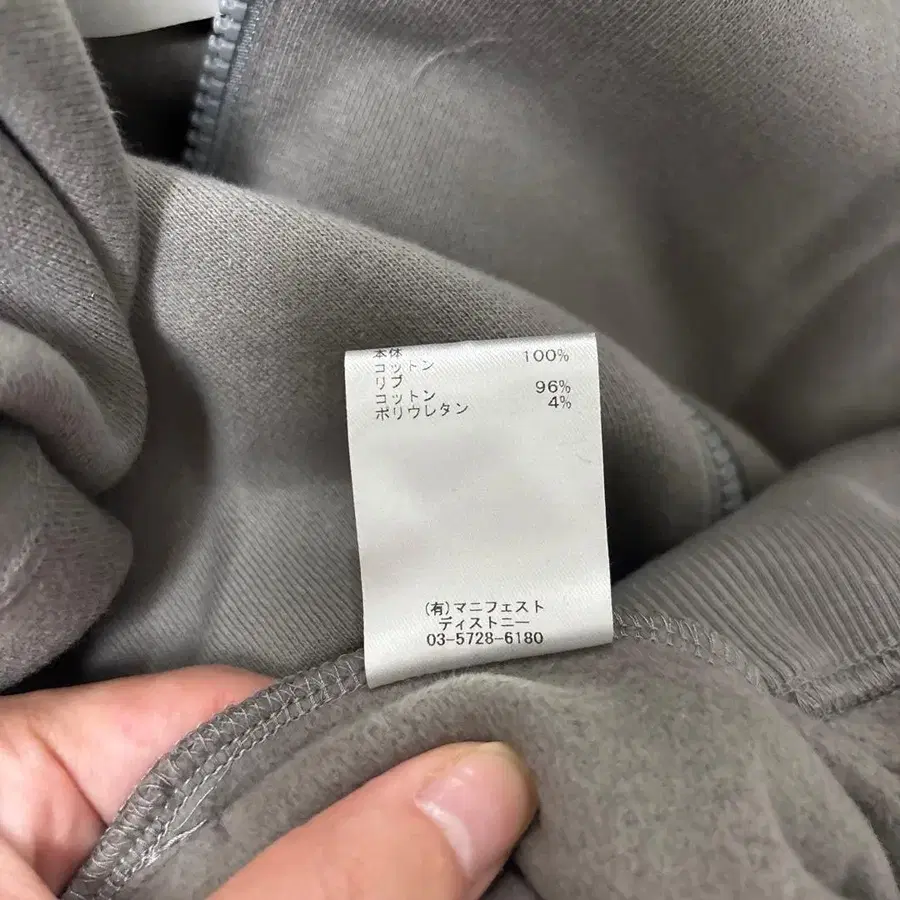 本体
コットン 100%
リブ
コットン 96%
ポリウレタン 4%
(有)マニフェスト
ディストニー
03-5728-6180